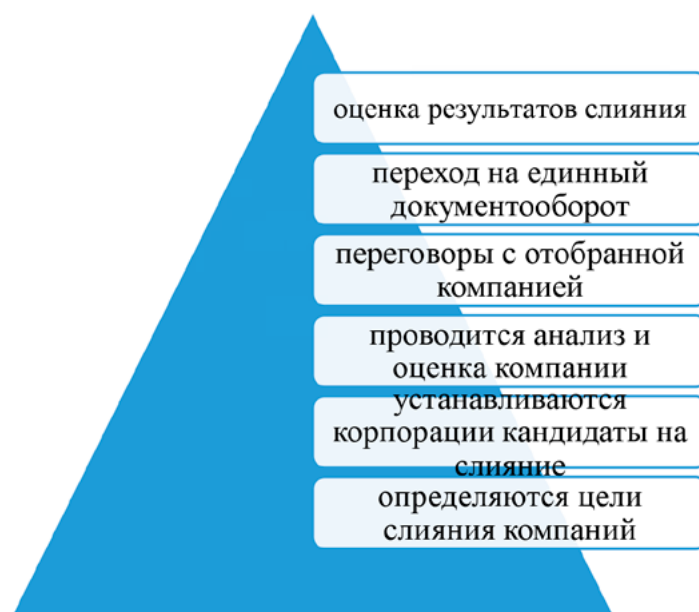 оценка результатов слияния
переход на единный
документооборот
переговоры с отобранной
компанией
проводится анализ и
оценка компании
устанавливаются
корпорации кандидаты на
слияние
определяются цели
слияния компаний